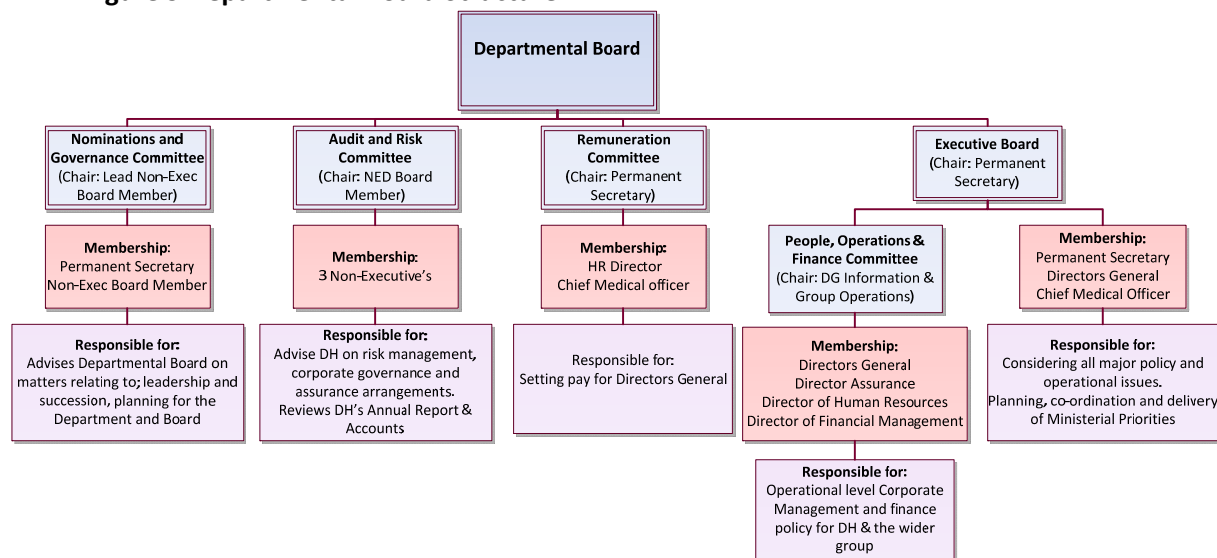 Departmental Board
Nominations and
Governance Committee
(Chair: Lead Non-Exec
Board Member)
Membership:
Permanent Secretary
Non-Exec Board Member
Responsible for:
Advises Departmental Board on
matters relating to; leadership and
succession, planning for the
Department and Board
Audit and Risk
Committee
(Chair: NED Board
Member)
Membership:
3 Non-Executive's
Responsible for:
Advise DH on risk management,
corporate governance and
assurance arrangements.
Reviews DH's Annual Report &
Accounts
Remuneration
Committee
(Chair: Permanent
Secretary)
Membership:
HR Director
Chief Medical officer
Responsible for:
Setting pay for Directors General
Executive Board
(Chair: Permanent
Secretary)
People, Operations &
Finance Committee
(Chair: DG Information &
Group Operations)
Membership:
Directors General
Director Assurance
Director of Human Resources
Director of Financial Management
Responsible for:
Operational level Corporate
Management and finance
policy for DH & the wider
group
Membership:
Permanent Secretary
Directors General
Chief Medical Officer
Responsible for:
Considering all major policy and
operational issues.
Planning, co-ordination and delivery
of Ministerial Priorities